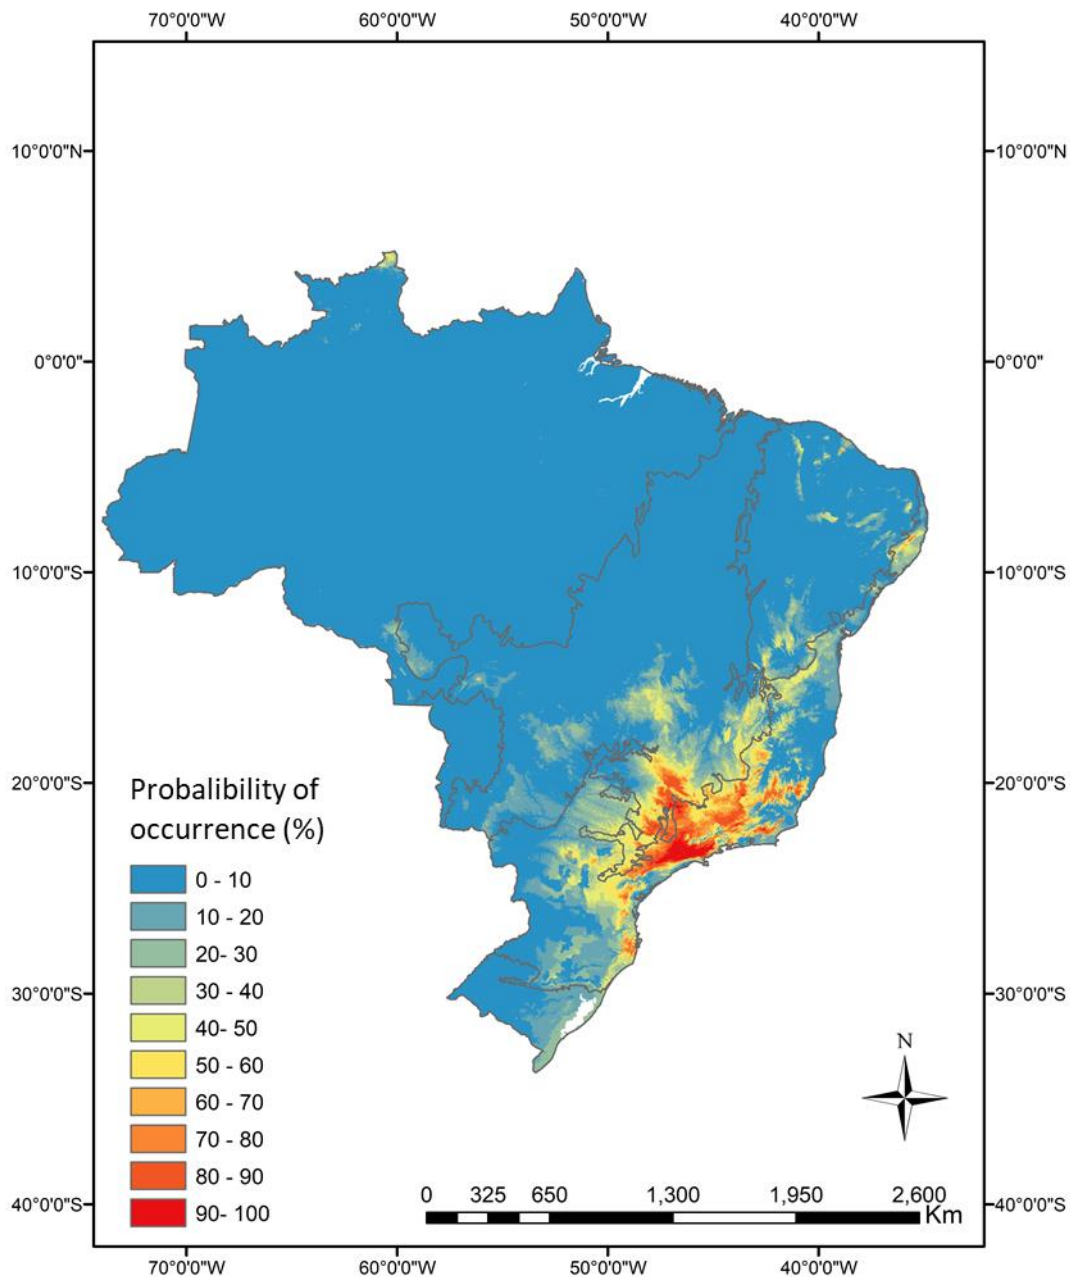 70°0'0"W 60°0'0"W 50°0'0"W 40°0'0"W
10°0'0"N 10°0'0"N
0°0'0" 0°0'0"
10°0'0"S 10°0'0"S
20°0'0"S 20°0'0"S
Probalibility of
occurrence (%)
0 - 10
10 - 20
20- 30
30°0'0"S 30°0'0"S
30 - 40
40- 50
50 - 60
60 - 70
70 - 80
80 - 90
90- 100
N
0 325 650 1,300 1,950 2,600
Km
40°0'0"S 40°0'0"S
70°0'0"W 60°0'0"W 50°0'0"W 40°0'0"W